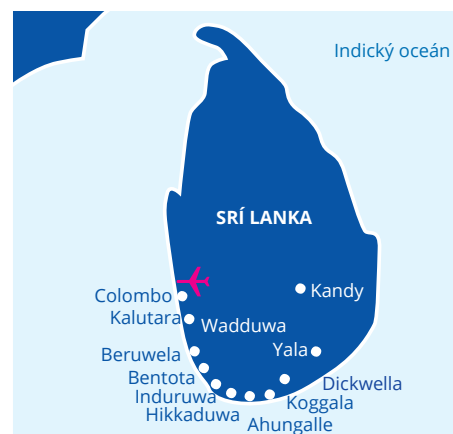 Indický oceán
SRÍ LANKA
Colombo
Kandy
Kalutara
Wadduwa
Beruwela
Yala
Bentota
Dickwella
Induruwa
Koggala
Hikkaduwa
Ahungalle